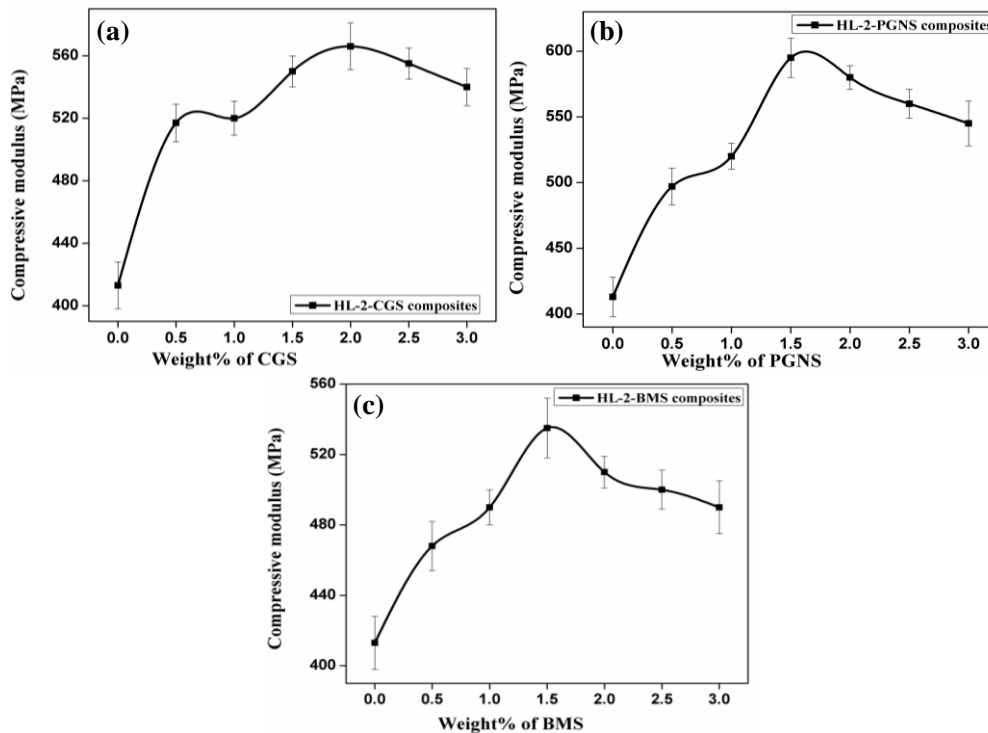 (a)
HL-2-CGS composites
Compressive modulus (MPa)
560
520
480
440
400
0.0 0.5 1.0 1.5 2.0 2.5 3.0
Weight% of CGS
(b)
HL-2-PGNS composites
Compressive modulus (MPa)
600
550
500
450
400
0.0 0.5 1.0 1.5 2.0 2.5 3.0
Weight% of PGNS
(c)
HL-2-BMS composites
Compressive modulus (MPa)
560
520
480
440
400
0.0 0.5 1.0 1.5 2.0 2.5 3.0
Weight% of BMS